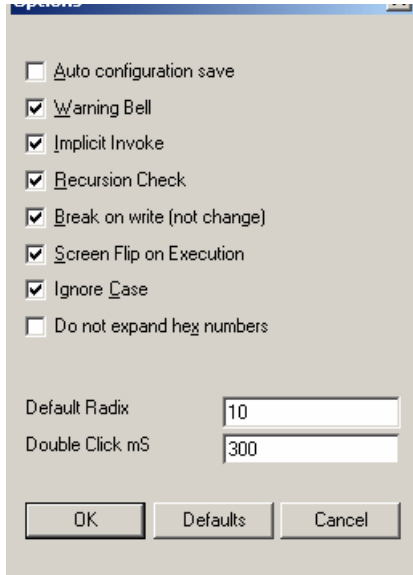 Options
Auto configuration save
Warning Bell
Implicit Invoke
Recursion Check
Break on write (not change)
Screen Flip on Execution
Ignore Case
Do not expand hex numbers
Default Radix 10
Double Click mS 300
OK Defaults Cancel